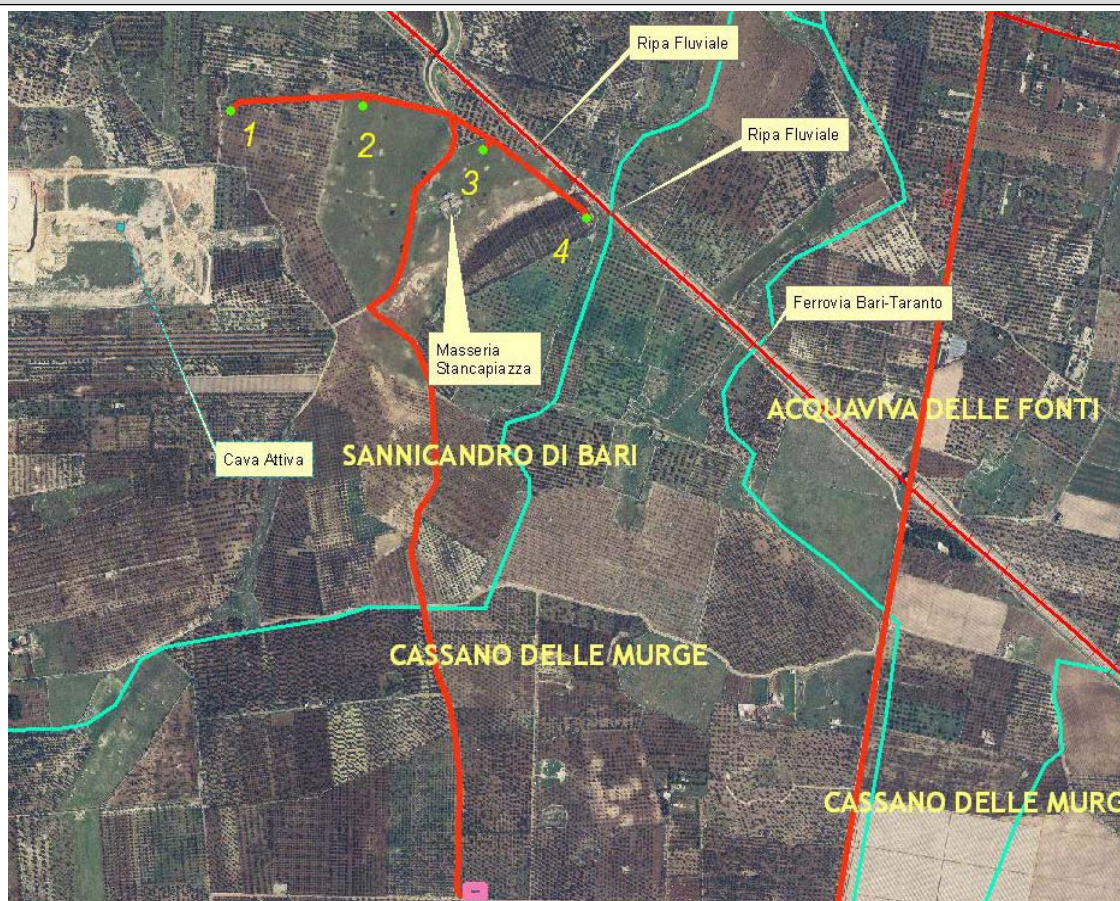 Ripa Fluviale
Ripa Fluviale
1
2
3
4
Ferrovia Bari-Taranto
Masseria
Stancapiazza
ACQUAVIVA DELLE FONTI
Cava Attiva
SANNICANDRO DI BARI
CASSANO DELLE MURGE
CASSANO DELLE MURG